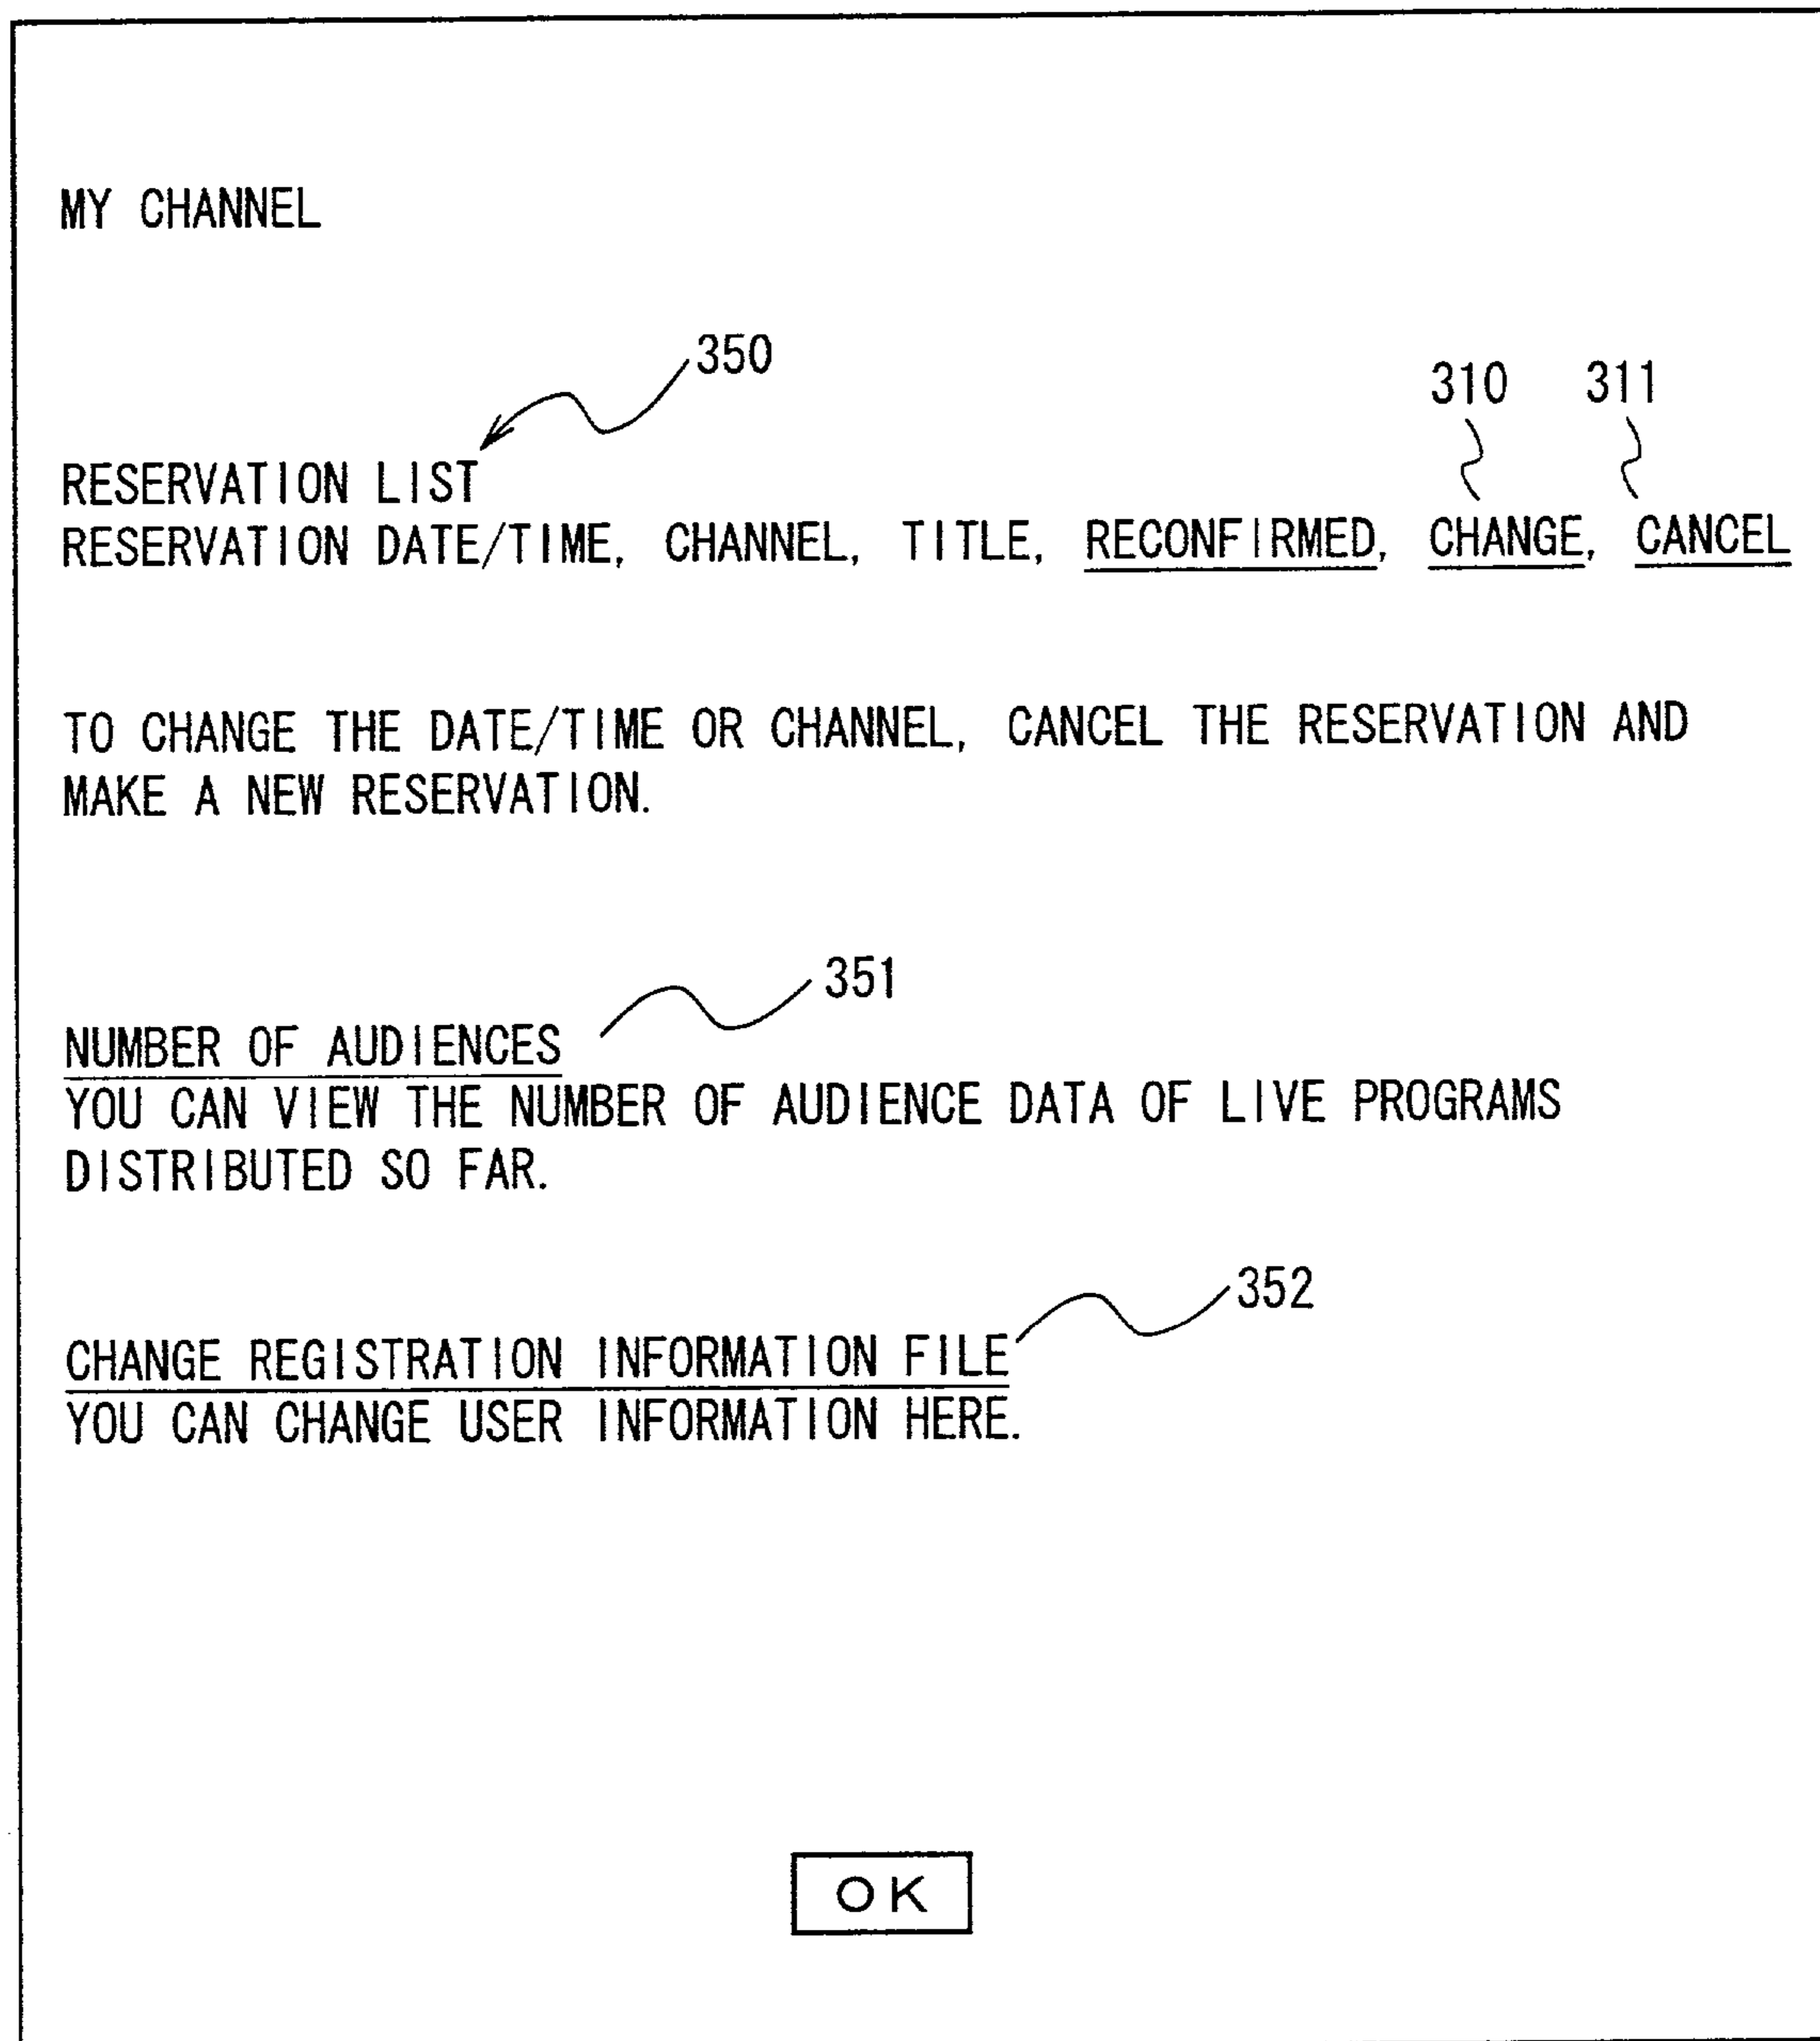 MY CHANNEL
350
310 311
RESERVATION LIST
RESERVATION DATE/TIME, CHANNEL, TITLE, RECONFIRMED, CHANGE, CANCEL
TO CHANGE THE DATE/TIME OR CHANNEL, CANCEL THE RESERVATION AND
MAKE A NEW RESERVATION.
351
NUMBER OF AUDIENCES
YOU CAN VIEW THE NUMBER OF AUDIENCE DATA OF LIVE PROGRAMS
DISTRIBUTED SO FAR.
352
CHANGE REGISTRATION INFORMATION FILE
YOU CAN CHANGE USER INFORMATION HERE.
OK